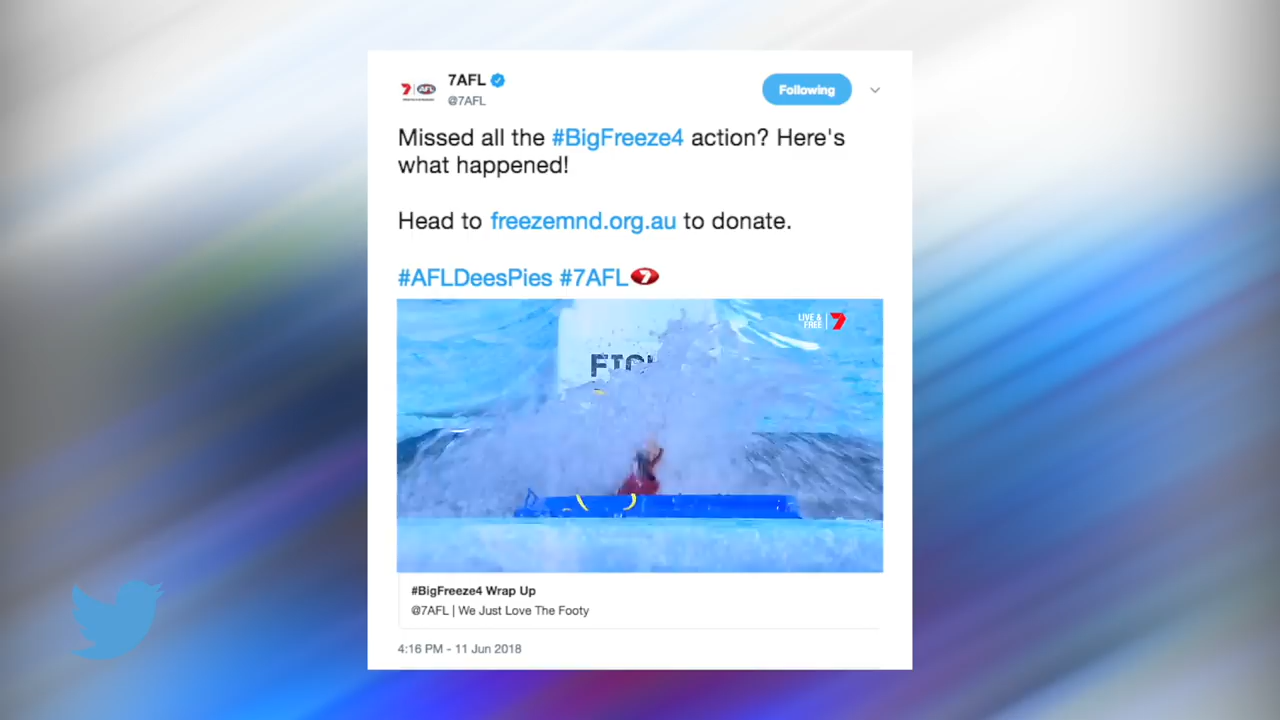 7AFL
@7AFL
Following
Missed all the #BigFreeze4 action? Here's
what happened!
Head to freezemnd.org.au to donate.
#AFLDeesPies #7AFL
LIVE &
FREE
7
#BigFreeze4 Wrap Up
@7AFL | We Just Love The Footy
4:16 PM - 11 Jun 2018